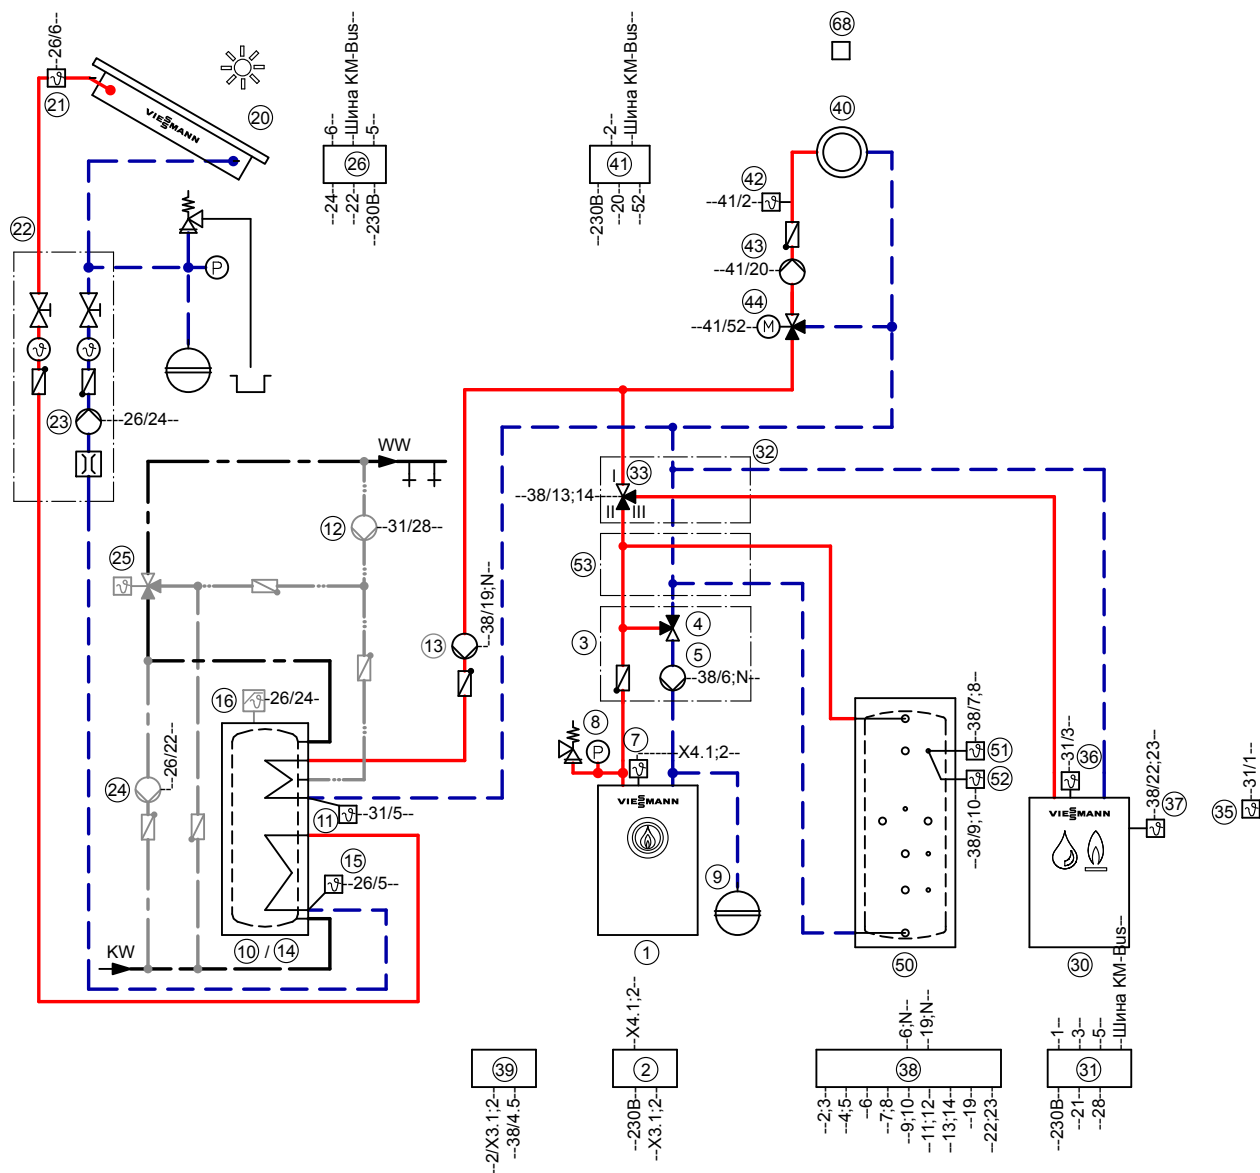 68
--26/6--
Шина KM-Bus--
--6--
--5--
--2--
Шина KM-Bus--
21
20
VIESSMANN
40
26
41
42
--41/2--
--24--
--22--
--230В--
--230В--
--20--
--52--
22
P
43
--41/20--
44
--41/52--
M
23
---26/24--
WW
32
33
I
--38/13;14--
II
III
12
--31/28--
53
25
4
3
13
--38/19;N--
5
--38/6;N--
16
--26/24-
8
P
7
--X4.1;2--
--26/22--
24
VIESSMANN
--38/7;8--
51
52
--38/9;10--
--31/3--
36
--38/22;23--
37
--31/1--
35
VIESSMANN
11
--31/5--
15
--26/5--
9
KW
10 / 14
1
50
30
--X4.1;2--
--6;N--
--19;N--
--1--
--3--
--5--
Шина KM-Bus--
39
2
38
31
--2/X3.1;2--
--38/4.5--
--230В--
--X3.1;2--
--2;3
--4;5
--6
--7;8
--9;10
--11;12
--13;14
--19
--22;23
--230В--
--21--
--28--